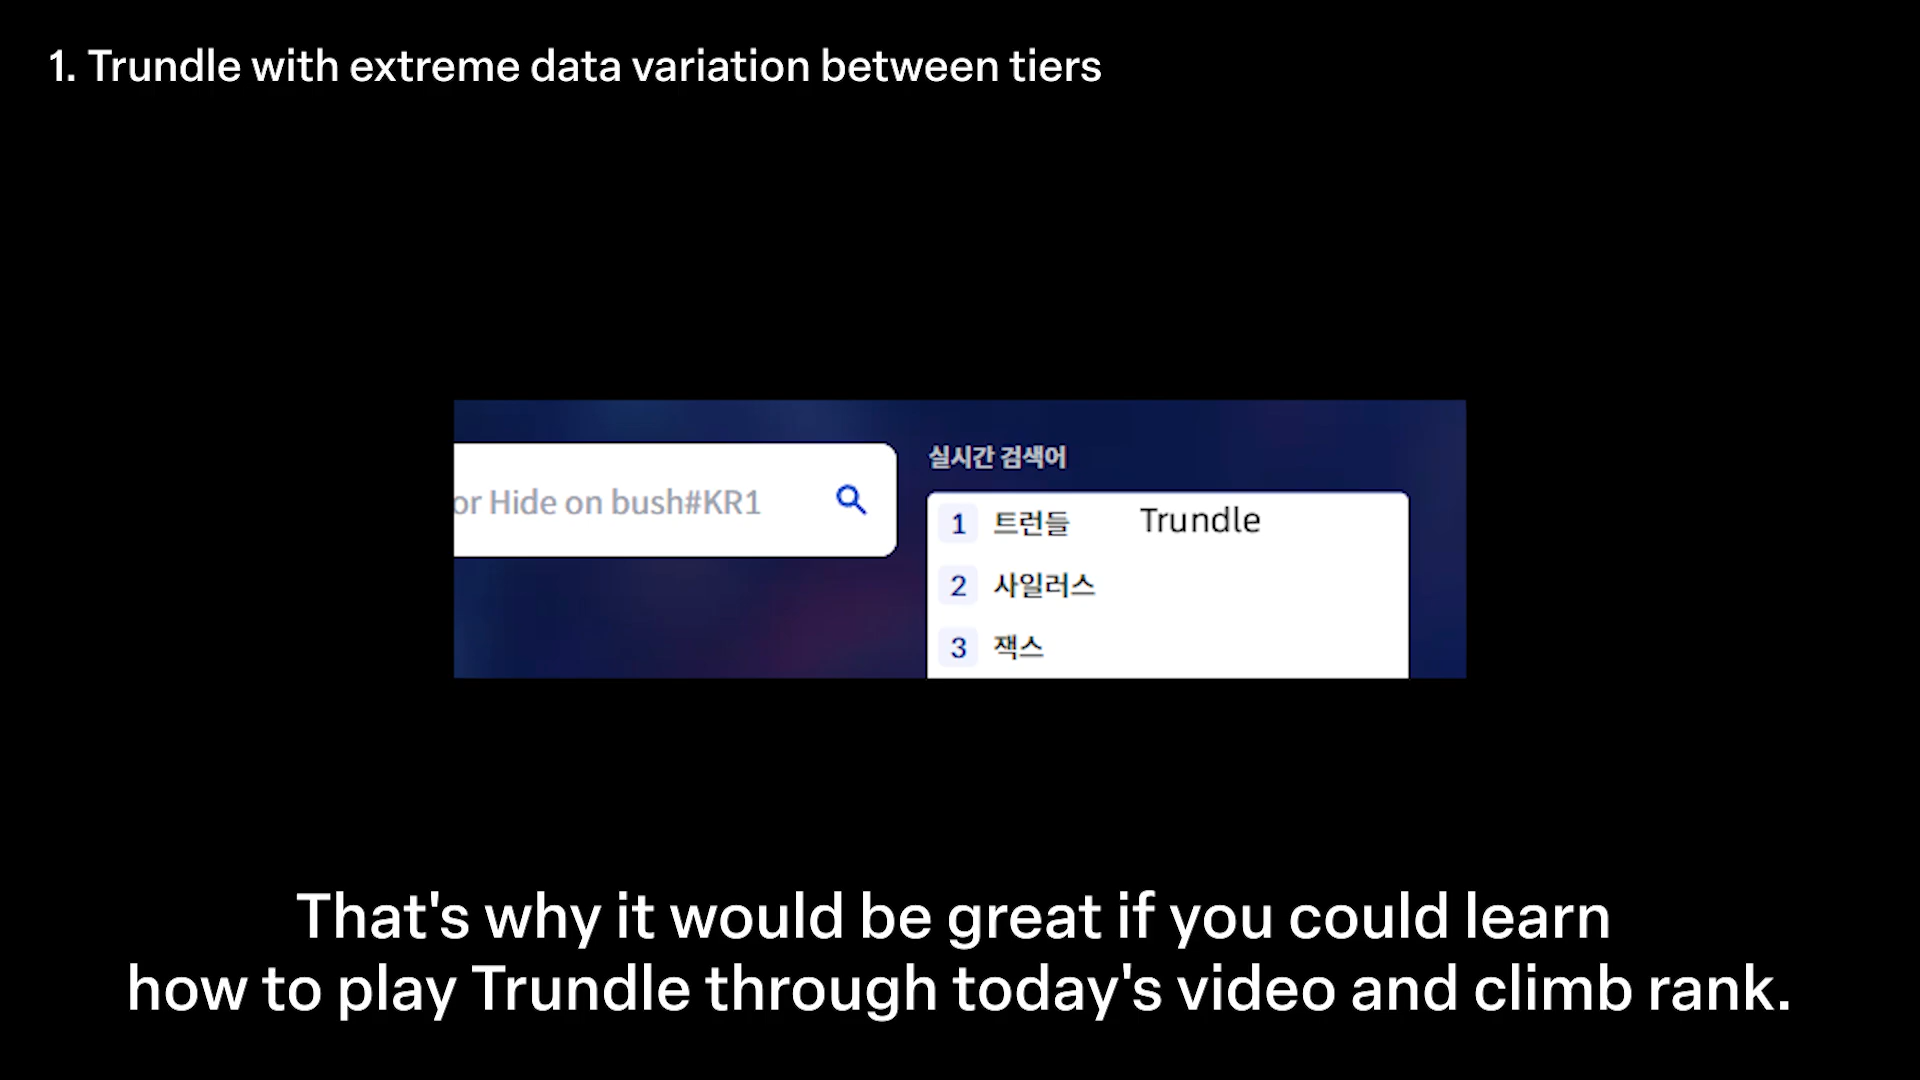 1. Trundle with extreme data variation between tiers
or Hide on bush#KR1
실시간 검색어
1 트런들 Trundle
2 사일러스
3 잭스
That's why it would be great if you could learn
how to play Trundle through today's video and climb rank.